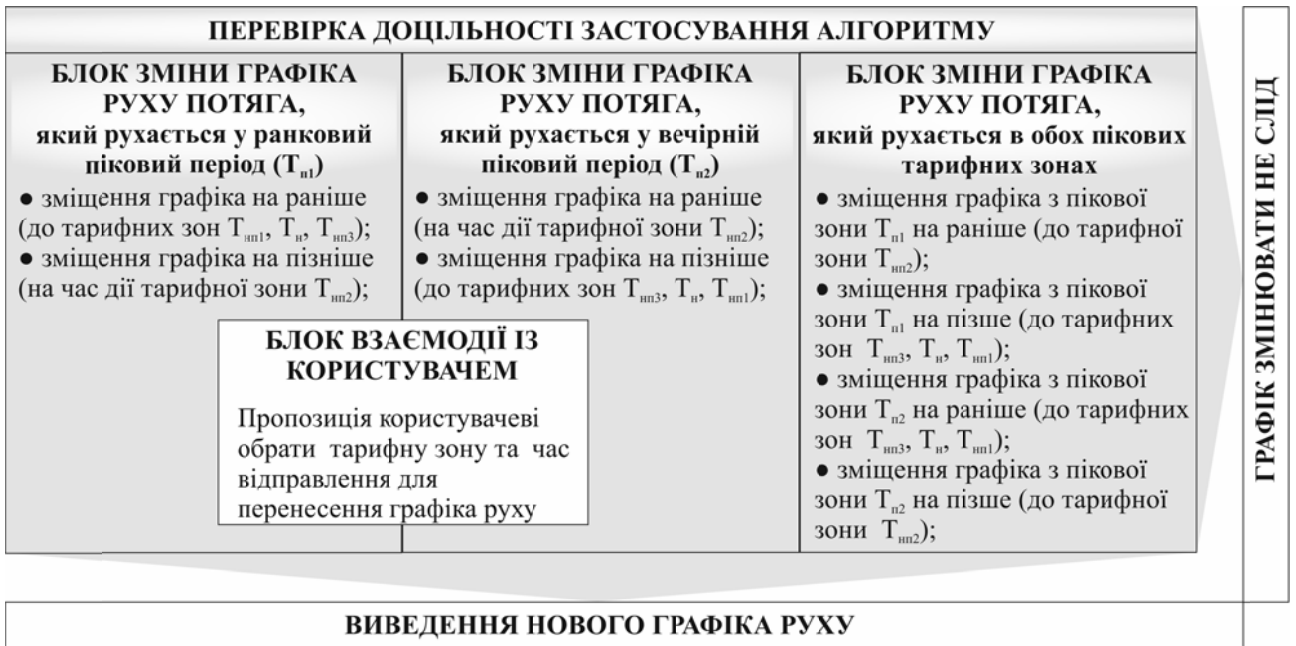 ПЕРЕВІРКА ДОЦІЛЬНОСТІ ЗАСТОСУВАННЯ АЛГОРИТМУ
БЛОК ЗМІНИ ГРАФІКА
РУХУ ПОТЯГА,
який рухається у ранковий
піковий період (Тп1)
● зміщення графіка на раніше
(до тарифних зон Тнп1, Тн, Тнп3);
● зміщення графіка на пізніше
(на час дії тарифної зони Тнп2);
БЛОК ЗМІНИ ГРАФІКА
РУХУ ПОТЯГА,
який рухається у вечірній
піковий період (Тп2)
● зміщення графіка на раніше
(на час дії тарифної зони Тнп2);
● зміщення графіка на пізніше
(до тарифних зон Тнп3, Тн, Тнп1);
БЛОК ВЗАЄМОДІЇ ІЗ
КОРИСТУВАЧЕМ
Пропозиція користувачеві
обрати тарифну зону та час
відправлення для
перенесення графіка руху
БЛОК ЗМІНИ ГРАФІКА
РУХУ ПОТЯГА,
який рухається в обох пікових
тарифних зонах
● зміщення графіка з пікової
зони Тп1 на раніше (до тарифної
зони Тнп2);
● зміщення графіка з пікової
зони Тп1 на пізше (до тарифних
зон Тнп3, Тн, Тнп1);
● зміщення графіка з пікової
зони Тп2 на раніше (до тарифних
зон Тнп3, Тн, Тнп1);
● зміщення графіка з пікової
зони Тп2 на пізше (до тарифної
зони Тнп2);
ГРАФІК ЗМІНЮВАТИ НЕ СЛІД
ВИВЕДЕННЯ НОВОГО ГРАФІКА РУХУ